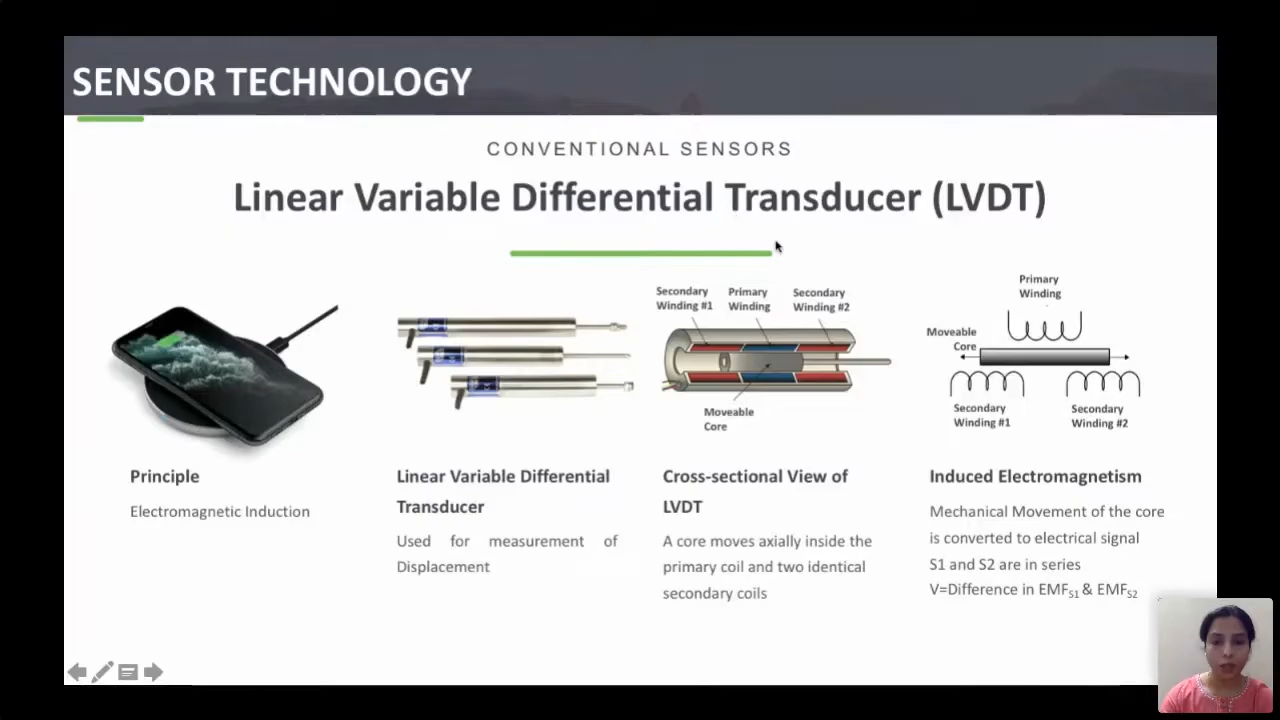 SENSOR TECHNOLOGY
CONVENTIONAL SENSORS
Linear Variable Differential Transducer (LVDT)
Secondary
Winding #1
Primary
Winding
Secondary
Winding #2
Moveable
Core
Primary
Winding
Moveable
Core
Secondary
Winding #1
Secondary
Winding #2
Principle
Electromagnetic Induction
Linear Variable Differential
Transducer
Used for measurement of
Displacement
Cross-sectional View of
LVDT
A core moves axially inside the
primary coil and two identical
secondary coils
Induced Electromagnetism
Mechanical Movement of the core
is converted to electrical signal
S1 and S2 are in series
V=Difference in EMFS1 & EMFS2